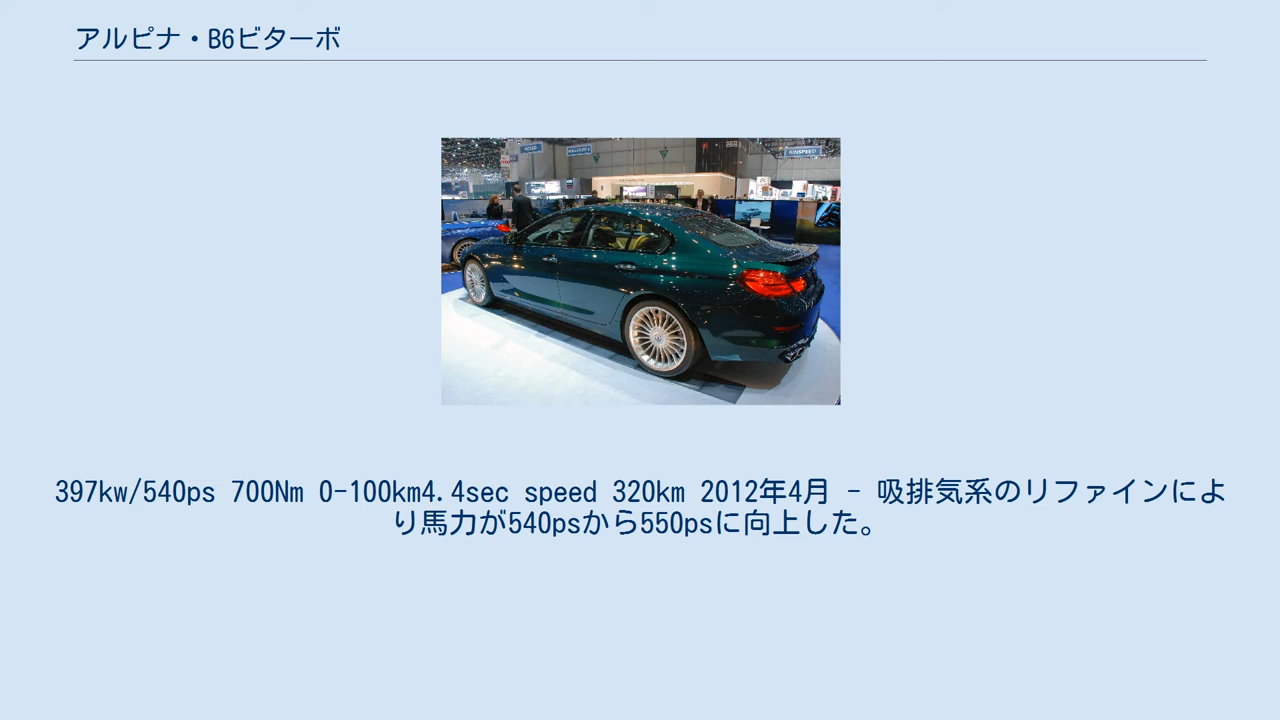 アルピナ・B6ビターボ
RINSPEED
397kw/540ps 700Nm 0-100km4.4sec speed 320km 2012年4月 - 吸排気系のリファインによ
り馬力が540psから550psに向上した。